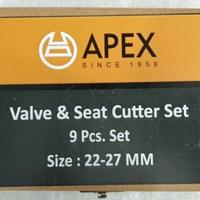 APEX
SINCE 1959
Valve & Seat Cutter Set
9 Pcs. Set
Size : 22-27 MM